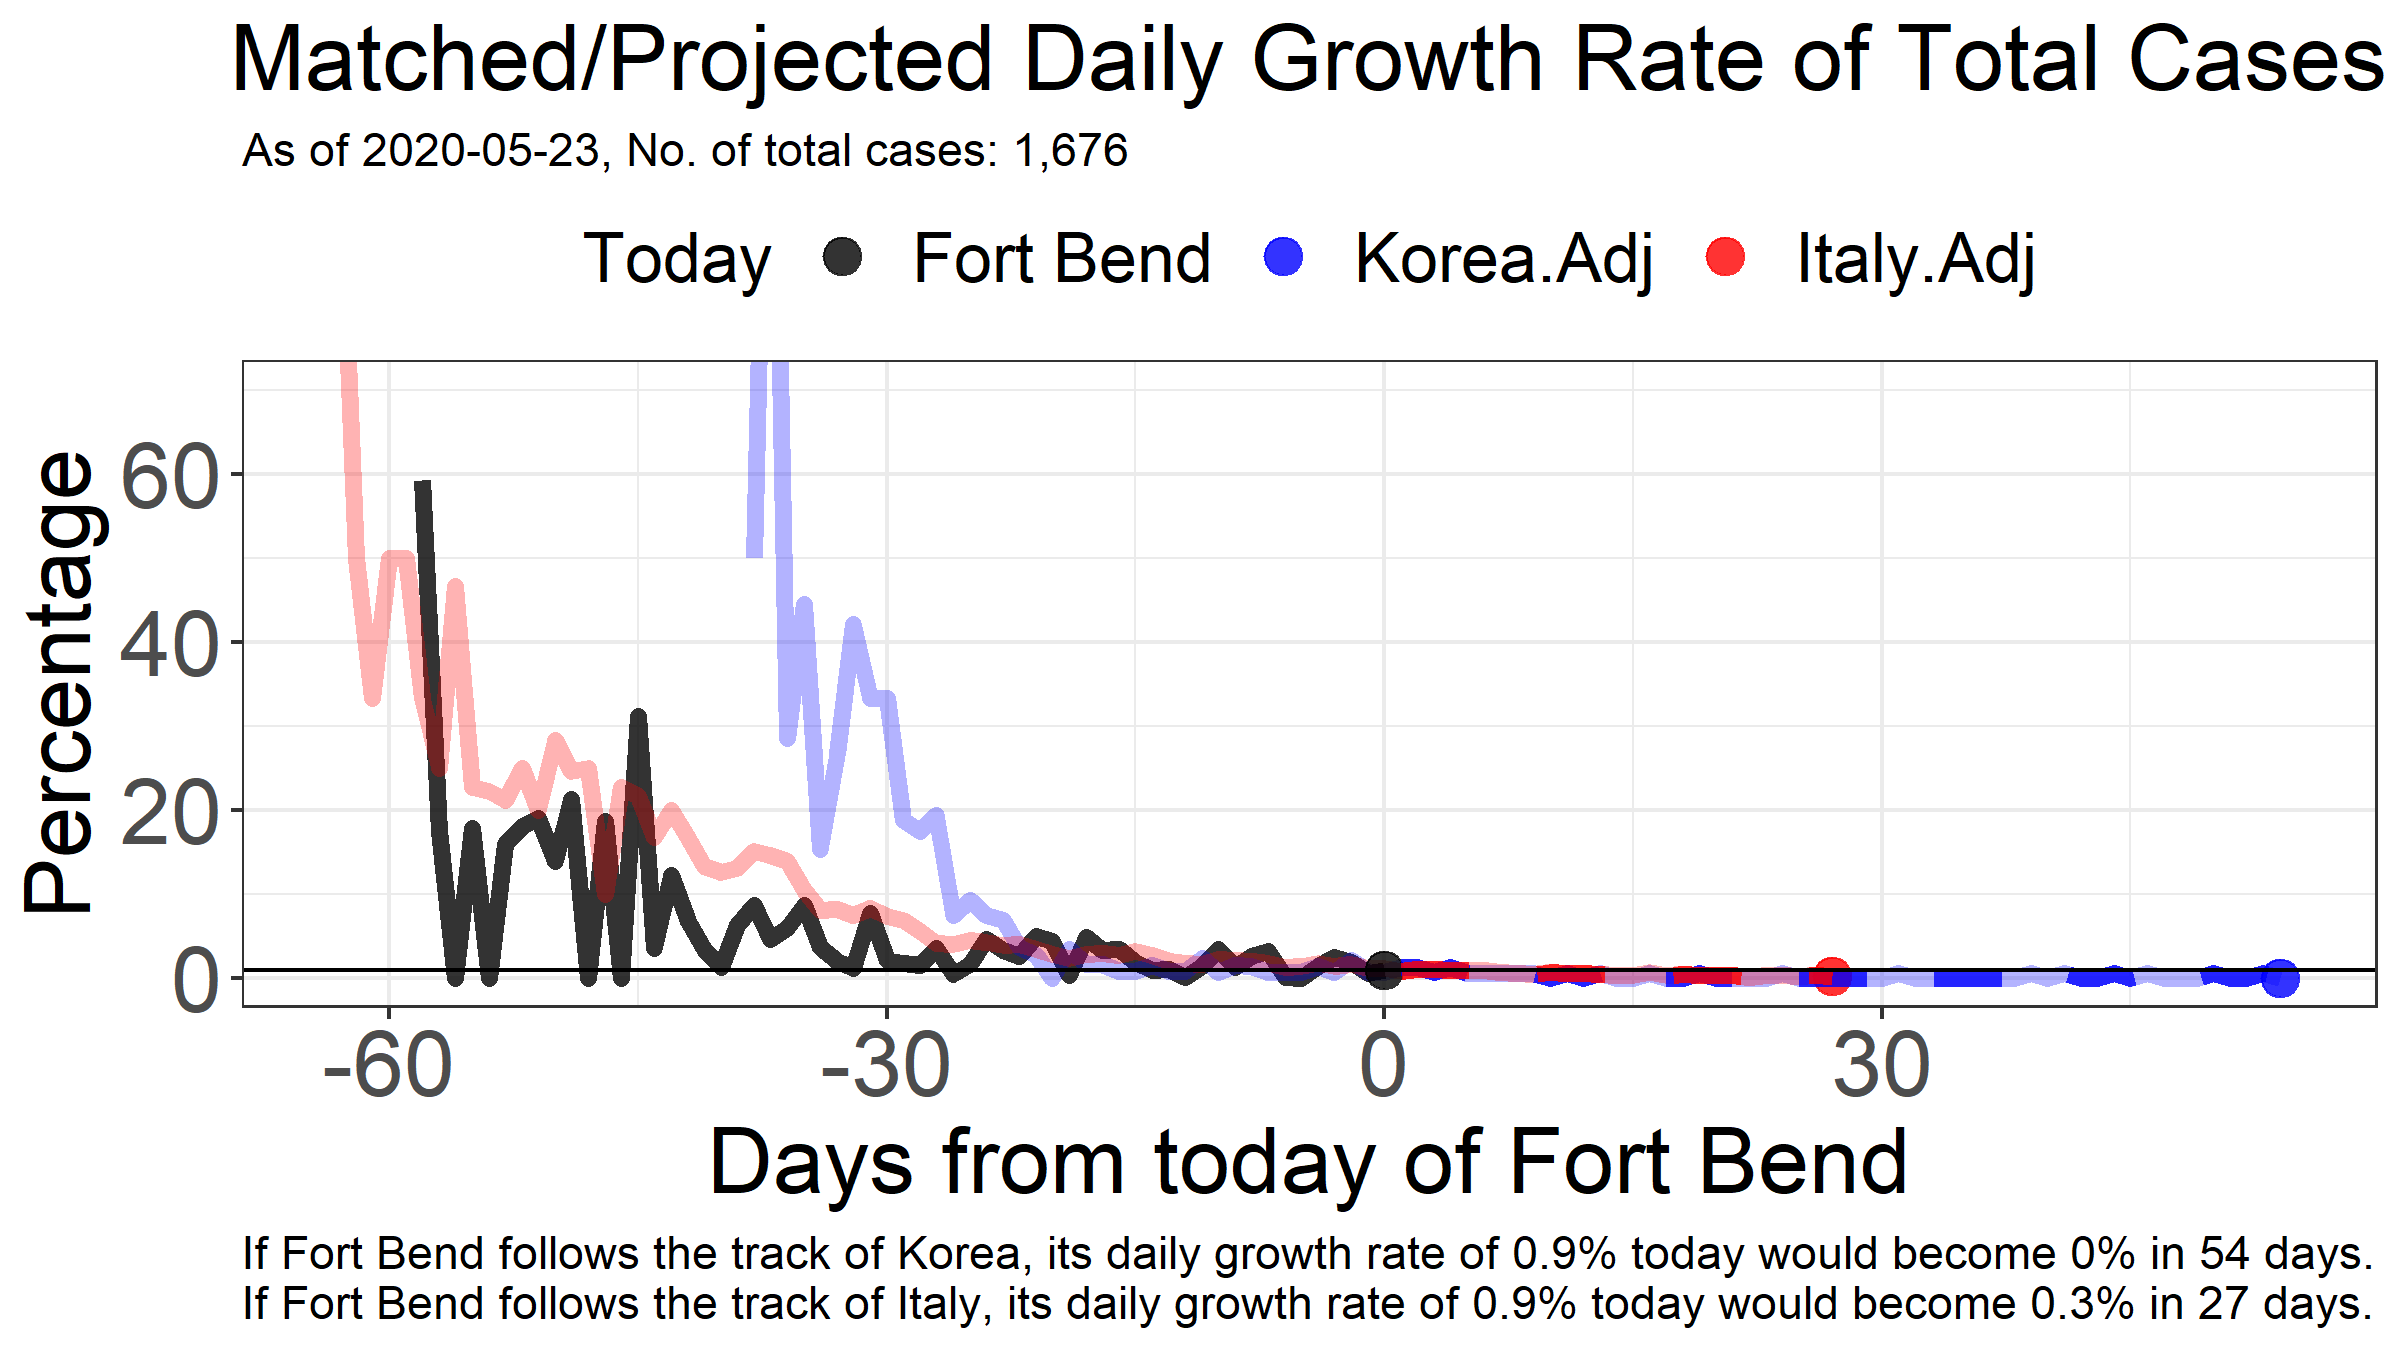 Matched/Projected Daily Growth Rate of Total Cases
As of 2020-05-23, No. of total cases: 1,676
Today Fort Bend Korea.Adj Italy.Adj
Percentage
60
40
20
0
-60 -30 0 30
Days from today of Fort Bend
If Fort Bend follows the track of Korea, its daily growth rate of 0.9% today would become 0% in 54 days.
If Fort Bend follows the track of Italy, its daily growth rate of 0.9% today would become 0.3% in 27 days.